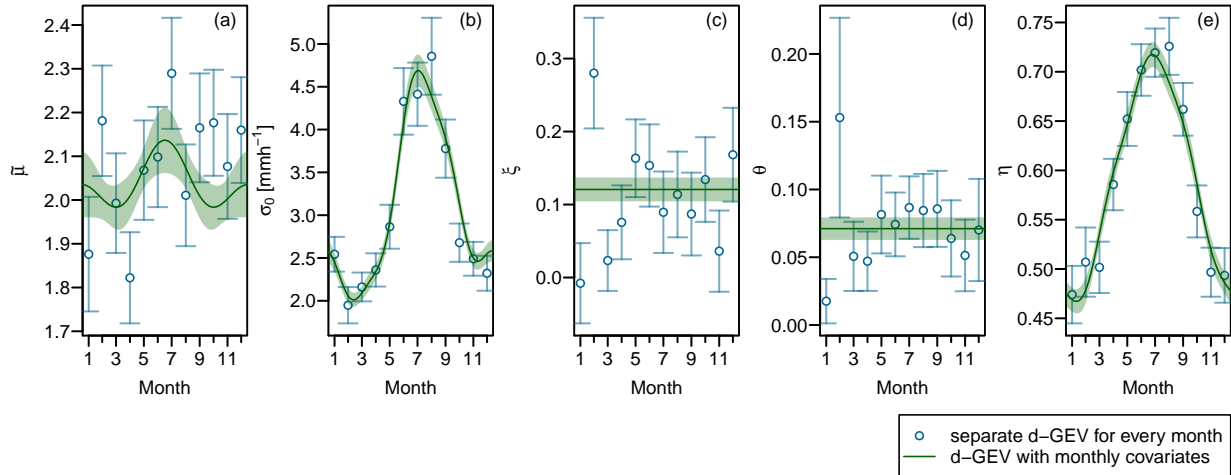 (a)
2.4
2.3
2.2
2.1
2.0
1.9
1.8
1.7
μ̃
1 3 5 7 9 11
Month
(b)
5.0
4.5
4.0
3.5
3.0
2.5
2.0
σ0 [mmh−1]
1 3 5 7 9 11
Month
(c)
0.3
0.2
0.1
0.0
ξ
1 3 5 7 9 11
Month
(d)
0.20
0.15
0.10
0.05
0.00
θ
1 3 5 7 9 11
Month
(e)
0.75
0.70
0.65
0.60
0.55
0.50
0.45
η
1 3 5 7 9 11
Month
separate d−GEV for every month
d−GEV with monthly covariates